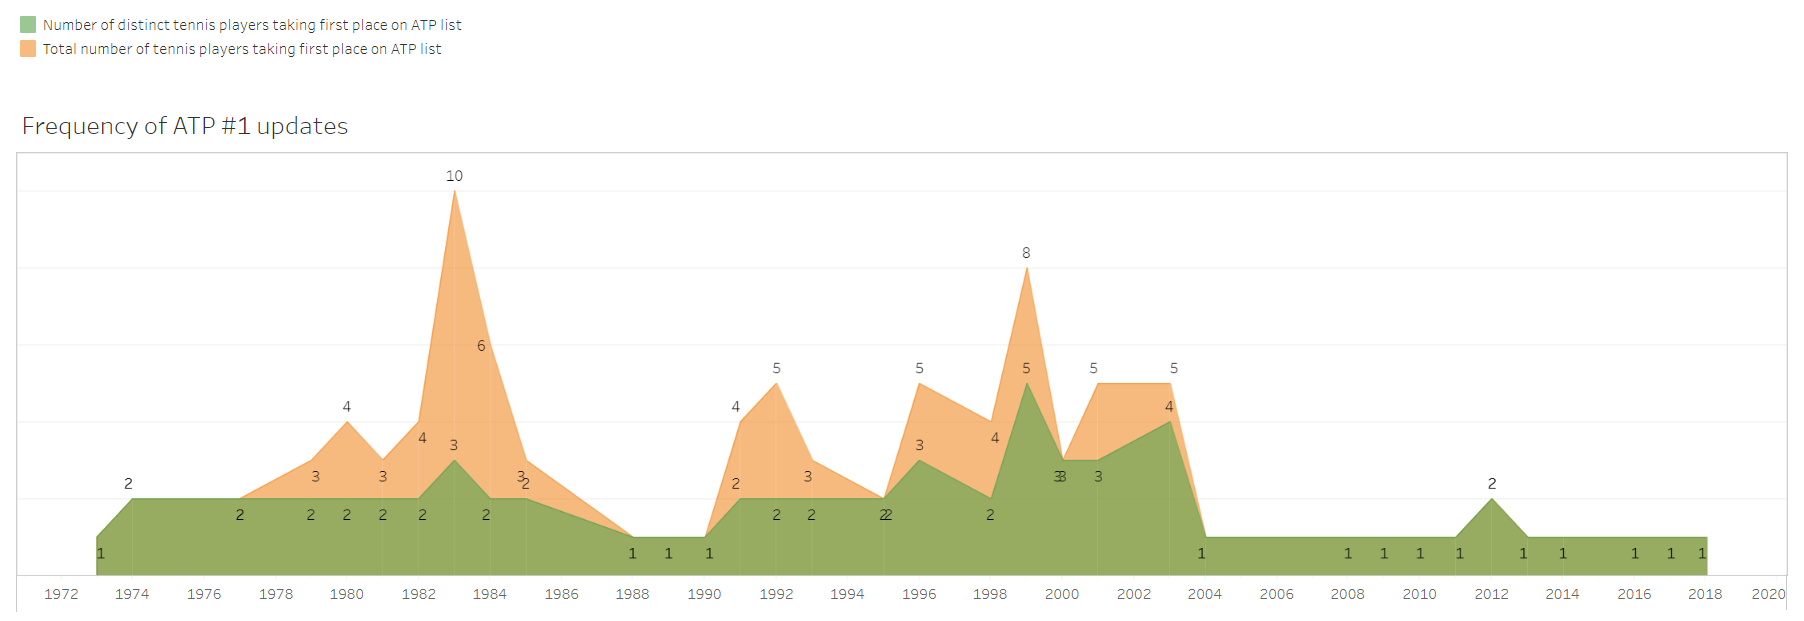 Number of distinct tennis players taking first place on ATP list
Total number of tennis players taking first place on ATP list
Frequency of ATP #1 updates
10
8
6
5 5 5 5 5
4 4 4
4 3 4
3 3 3 3 3 3 3 3
2 2 2 2
2 2 2 2 2 2 2 2 2 2 2
1 1 1 1 1 1 1 1 1 1 1 1 1 1
1972 1974 1976 1978 1980 1982 1984 1986 1988 1990 1992 1994 1996 1998 2000 2002 2004 2006 2008 2010 2012 2014 2016 2018 2020